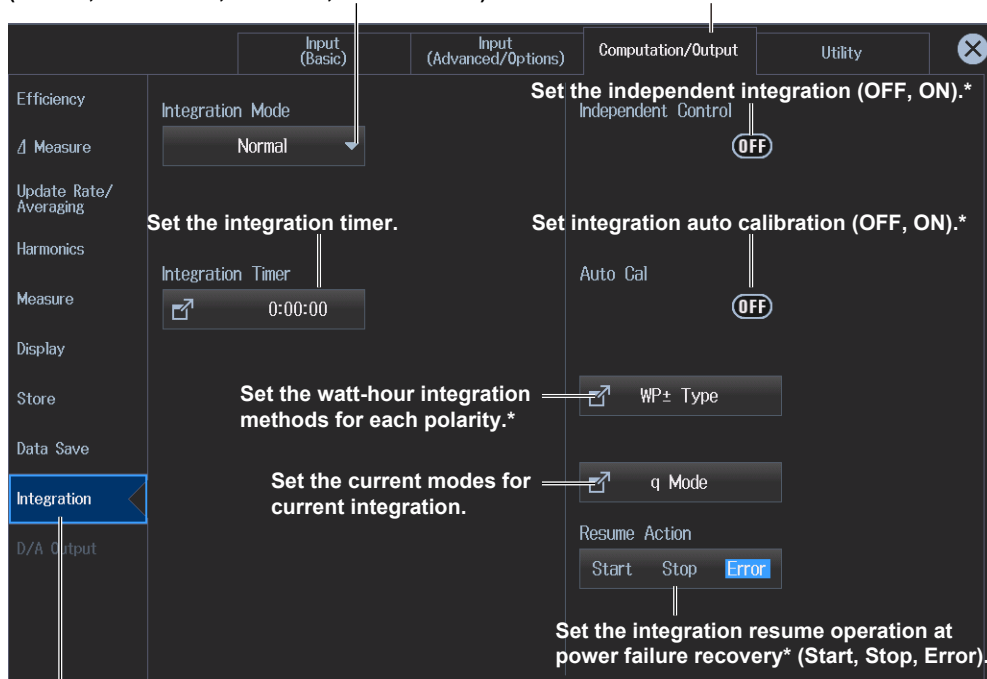 Input
(Basic)
Input
(Advanced/Options)
Computation/Output
Utility
Efficiency
Δ Measure
Update Rate/
Averaging
Harmonics
Measure
Display
Store
Data Save
Integration
D/A Output
Integration Mode
Normal
Set the integration timer.
Integration Timer
0:00:00
Set the independent integration (OFF, ON).*
Independent Control
OFF
Set integration auto calibration (OFF, ON).*
Auto Cal
OFF
Set the watt-hour integration
methods for each polarity.*
WP± Type
Set the current modes for
current integration.
q Mode
Resume Action
Start Stop Error
Set the integration resume operation at
power failure recovery* (Start, Stop, Error).